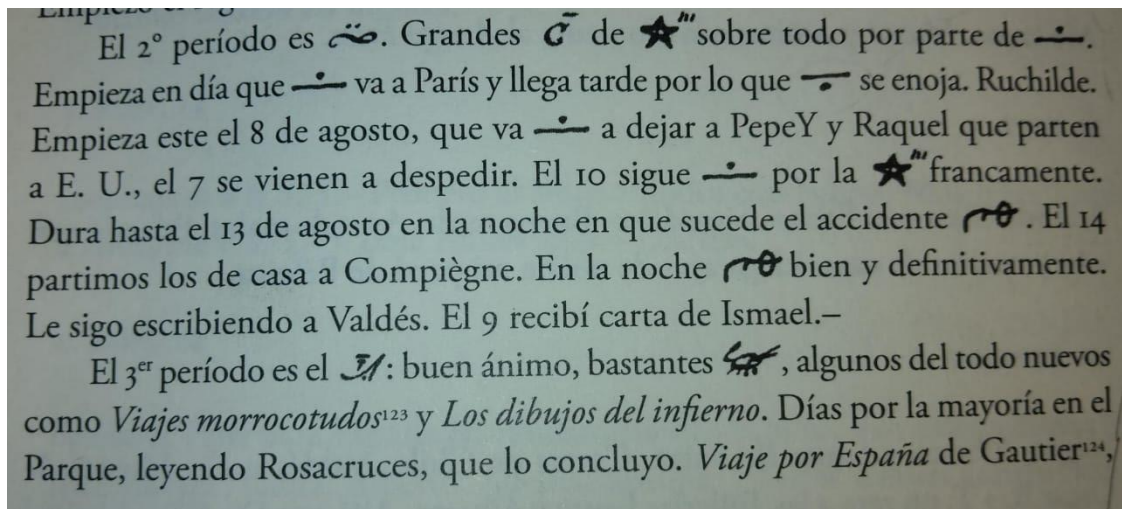 El 2º período es . Grandes de sobre todo por parte de .
Empieza en día que va a París y llega tarde por lo que se enoja. Ruchilde.
Empieza este el 8 de agosto, que va a dejar a PepeY y Raquel que parten
a E. U., el 7 se vienen a despedir. El 10 sigue por la francamente.
Dura hasta el 13 de agosto en la noche en que sucede el accidente . El 14
partimos los de casa a Compiègne. En la noche bien y definitivamente.
Le sigo escribiendo a Valdés. El 9 recibí carta de Ismael.–
El 3er período es el : buen ánimo, bastantes , algunos del todo nuevos
como Viajes morrocotudos¹²³ y Los dibujos del infierno. Días por la mayoría en el
Parque, leyendo Rosacruces, que lo concluyo. Viaje por España de Gautier¹²⁴,